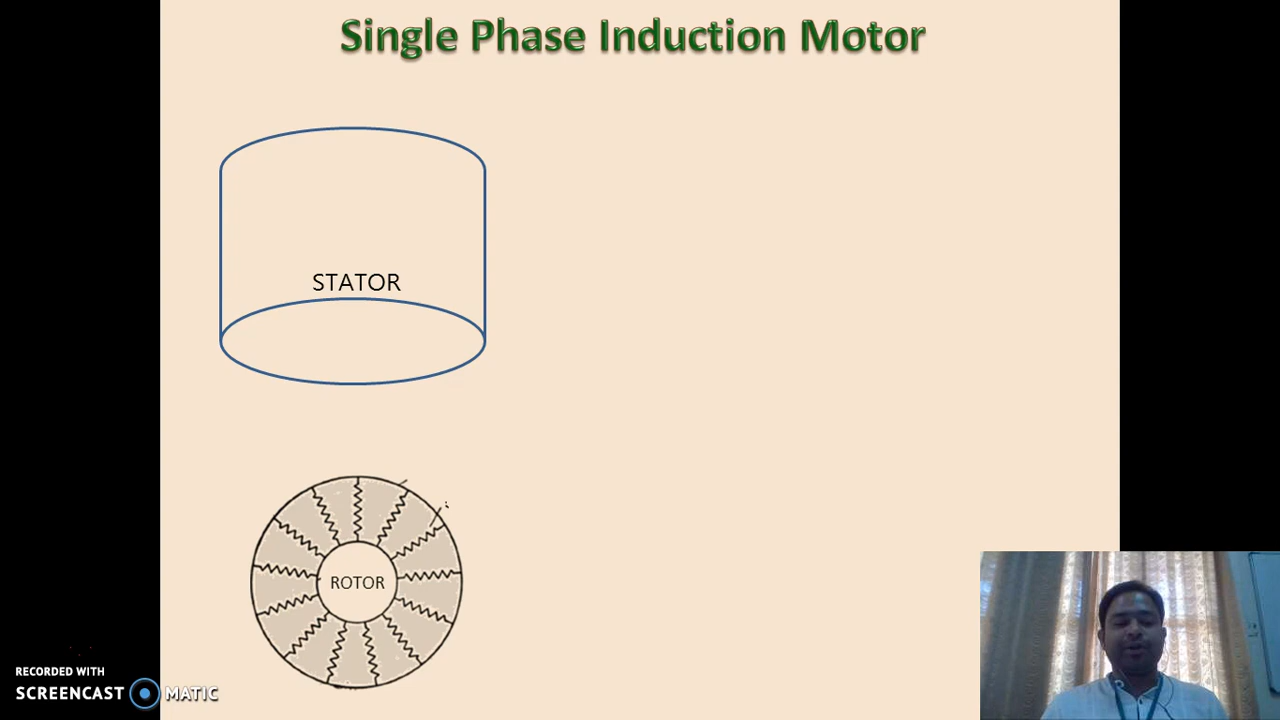 Single Phase Induction Motor
STATOR
ROTOR
RECORDED WITH
SCREENCAST MATIC